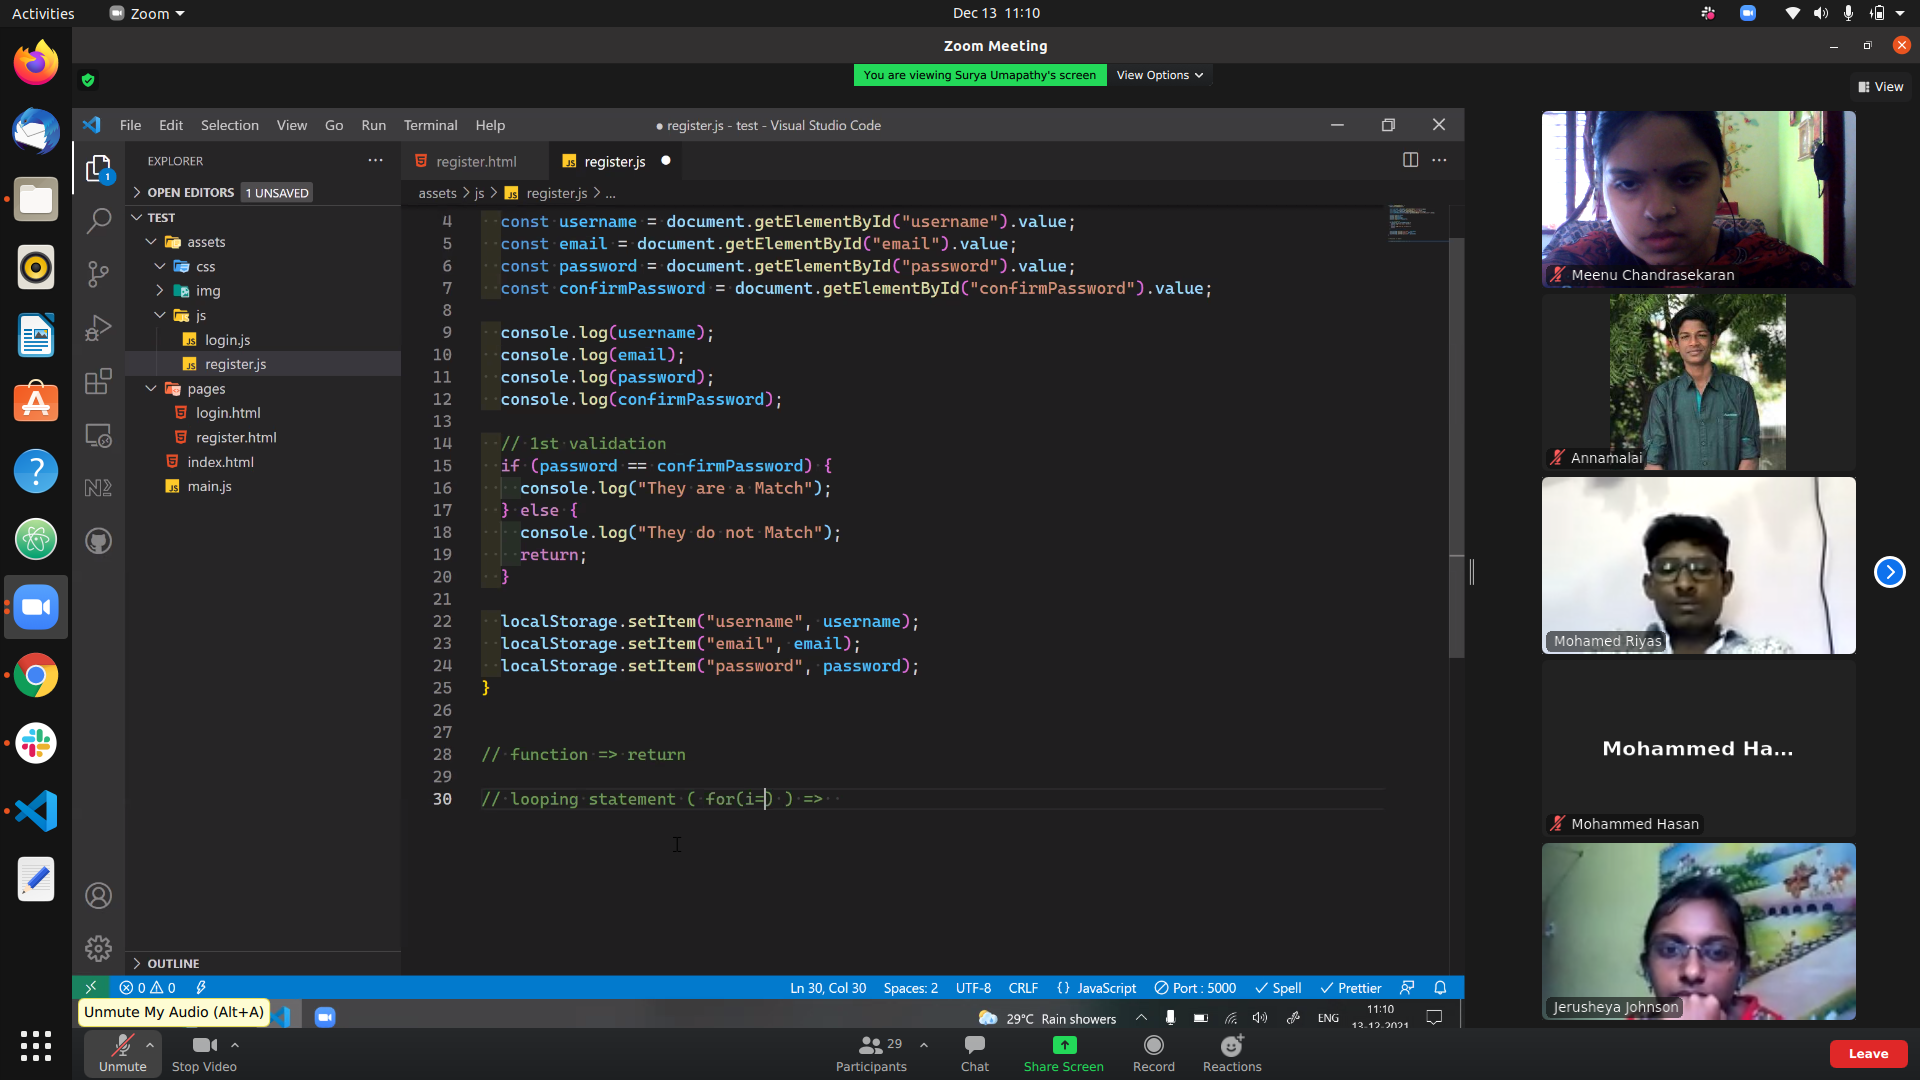 Activities
Zoom
Dec 13 11:10
Zoom Meeting
You are viewing Surya Umapathy's screen
View Options
View
File Edit Selection View Go Run Terminal Help
● register.js - test - Visual Studio Code
EXPLORER
register.html
register.js
OPEN EDITORS 1 UNSAVED
assets > js > register.js > ...
TEST
assets
css
img
js
login.js
register.js
pages
login.html
register.html
index.html
main.js
OUTLINE
1
4 const username = document.getElementById("username").value;
5 const email = document.getElementById("email").value;
6 const password = document.getElementById("password").value;
7 const confirmPassword = document.getElementById("confirmPassword").value;
8
9 console.log(username);
10 console.log(email);
11 console.log(password);
12 console.log(confirmPassword);
13
14 // 1st validation
15 if (password == confirmPassword) {
16 console.log("They are a Match");
17 } else {
18 console.log("They do not Match");
19 return;
20 }
21
22 localStorage.setItem("username", username);
23 localStorage.setItem("email", email);
24 localStorage.setItem("password", password);
25 }
26
27
28 // function => return
29
30 // looping statement ( for(i=) ) =>
0 0
Ln 30, Col 30 Spaces: 2 UTF-8 CRLF {} JavaScript Port : 5000 Spell Prettier
Unmute My Audio (Alt+A)
29°C Rain showers
ENG
11:10
13-12-2021
Meenu Chandrasekaran
Annamalai
Mohamed Riyas
Mohammed Ha...
Mohammed Hasan
Jerusheya Johnson
Unmute
Stop Video
29
Participants
Chat
Share Screen
Record
Reactions
Leave